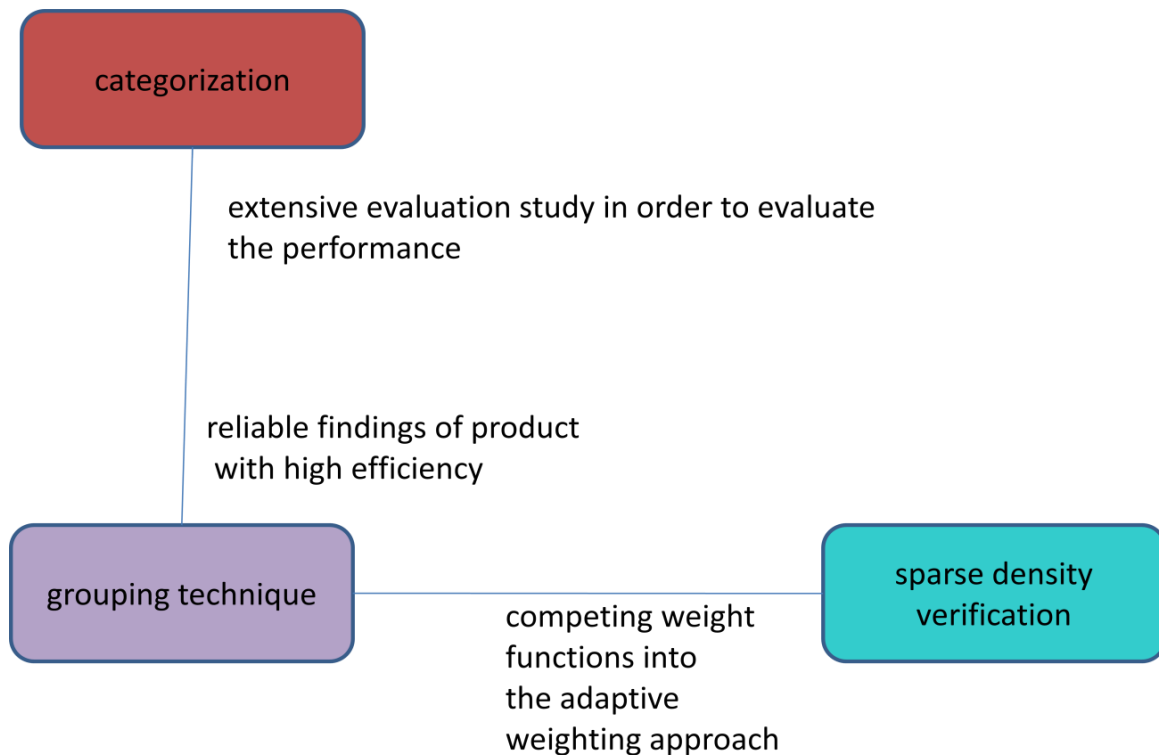 categorization
extensive evaluation study in order to evaluate
the performance
reliable findings of product
with high efficiency
grouping technique
sparse density
verification
competing weight
functions into
the adaptive
weighting approach